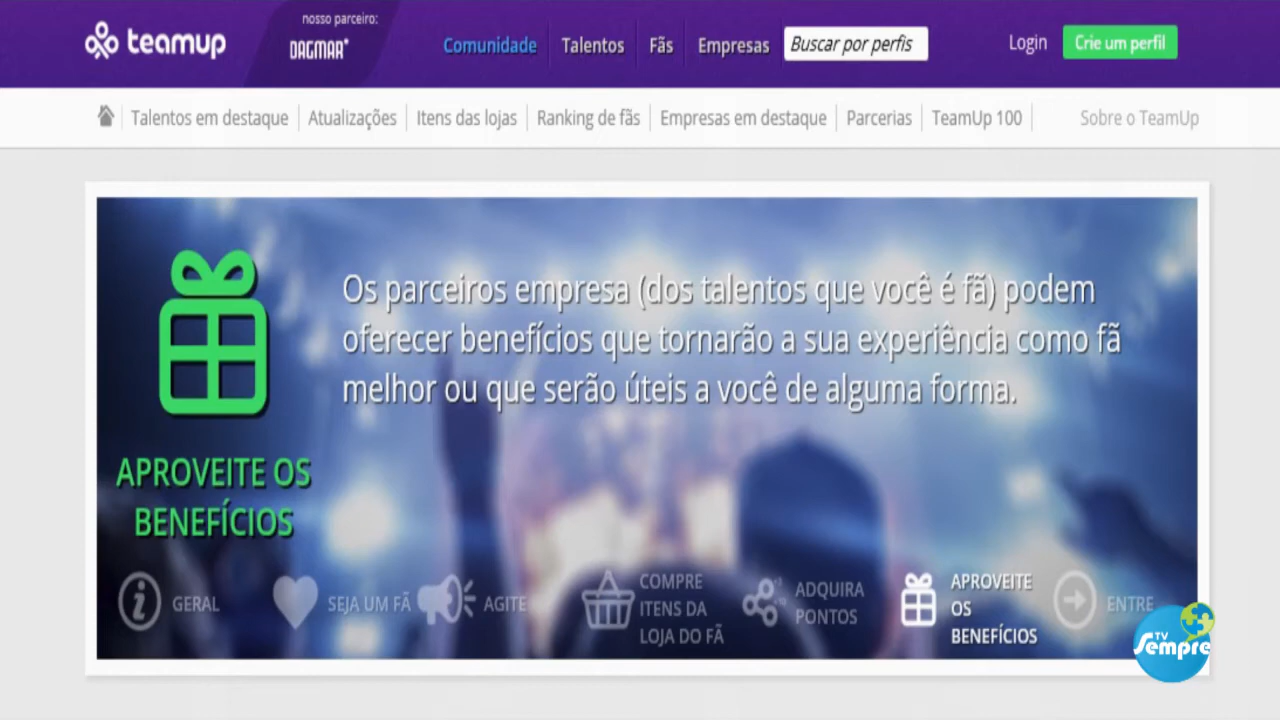 teamup
nosso parceiro:
DAGMAR*
Comunidade
Talentos
Fãs
Empresas
Buscar por perfis
Login
Crie um perfil
Talentos em destaque
Atualizações
Itens das lojas
Ranking de fãs
Empresas em destaque
Parcerias
TeamUp 100
Sobre o TeamUp
Os parceiros empresa (dos talentos que você é fã) podem
oferecer benefícios que tornarão a sua experiência como fã
melhor ou que serão úteis a você de alguma forma.
APROVEITE OS
BENEFÍCIOS
GERAL
SEJA UM FÃ
AGITE
COMPRE
ITENS DA
LOJA DO FÃ
ADQUIRA
PONTOS
APROVEITE
OS
BENEFÍCIOS
ENTRE
TV
Sempre